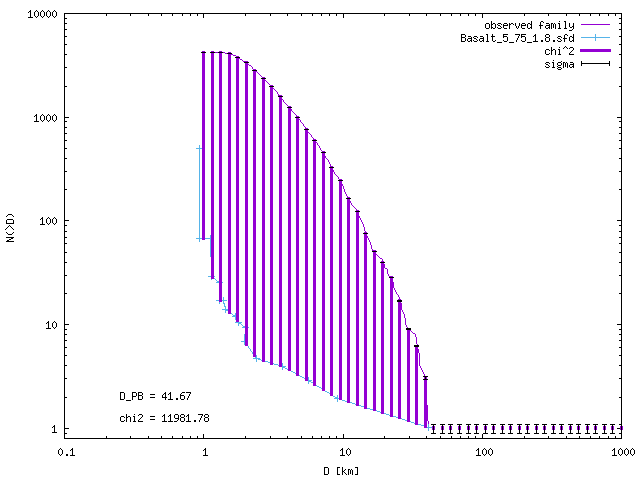 10000
1000
100
10
1
N(>D)
observed family
Basalt_5_75_1.8.sfd
chi^2
sigma
D_PB = 41.67
chi2 = 11981.78
0.1 1 10 100 1000
D [km]